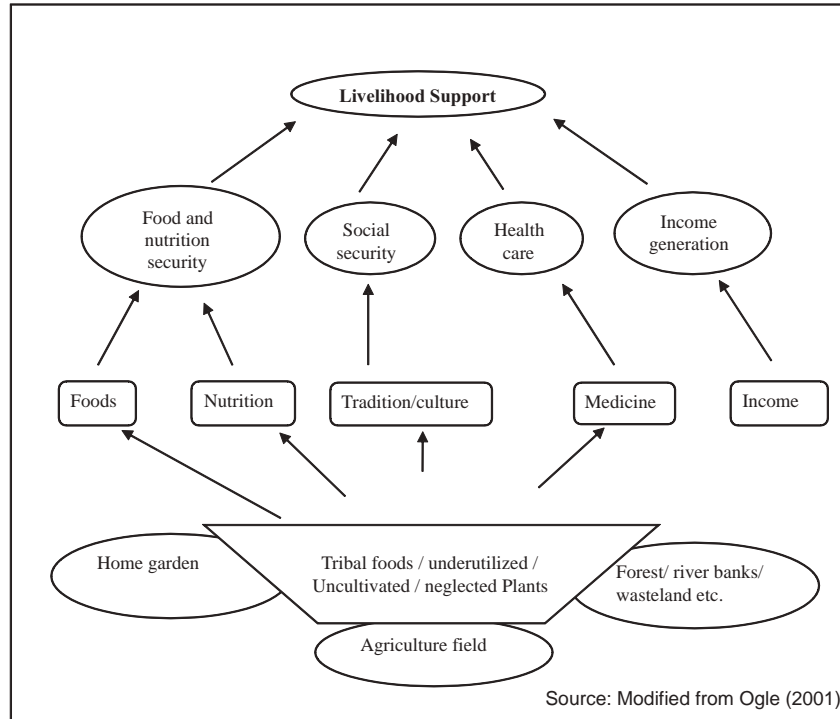 Livelihood Support
Food and
nutrition
security
Social
security
Health
care
Income
generation
Foods
Nutrition
Tradition/culture
Medicine
Income
Home garden
Tribal foods / underutilized /
Uncultivated / neglected Plants
Forest/ river banks/
wasteland etc.
Agriculture field
Source: Modified from Ogle (2001)